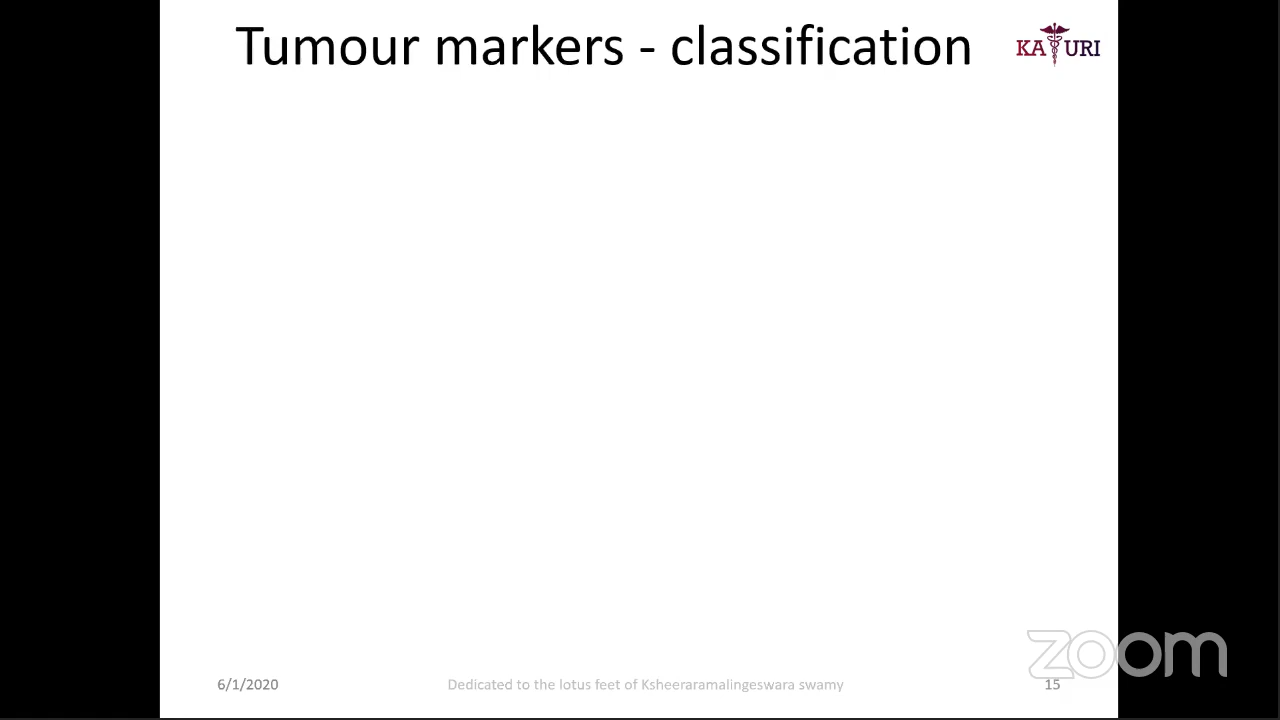 Tumour markers - classification
KATURI
zoom
6/1/2020
Dedicated to the lotus feet of Ksheeraramalingeswara swamy
15